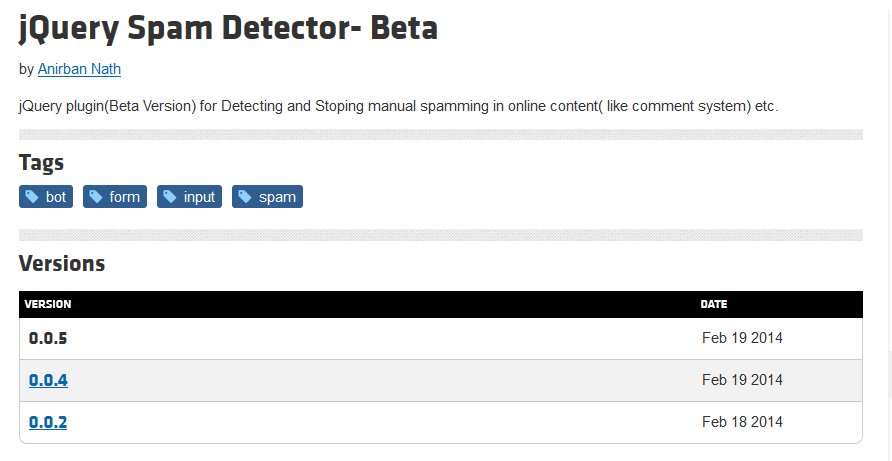 jQuery Spam Detector- Beta
by Anirban Nath
jQuery plugin(Beta Version) for Detecting and Stoping manual spamming in online content( like comment system) etc.
Tags
bot form input spam
Versions
VERSION DATE
0.0.5 Feb 19 2014
0.0.4 Feb 19 2014
0.0.2 Feb 18 2014